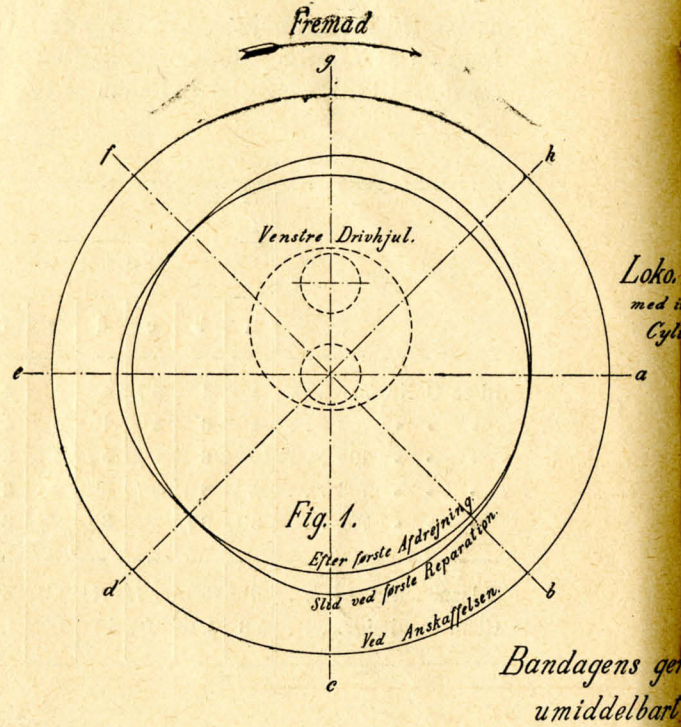 Fremad
g
f
h
Venstre Drivhjul.
Loko.
med i
Cyl
e
a
Fig. 1.
Efter første Afdrejning.
Slid ved første Reparation.
Ved Anskaffelsen.
d
b
c
Bandagens ge
umiddelbart